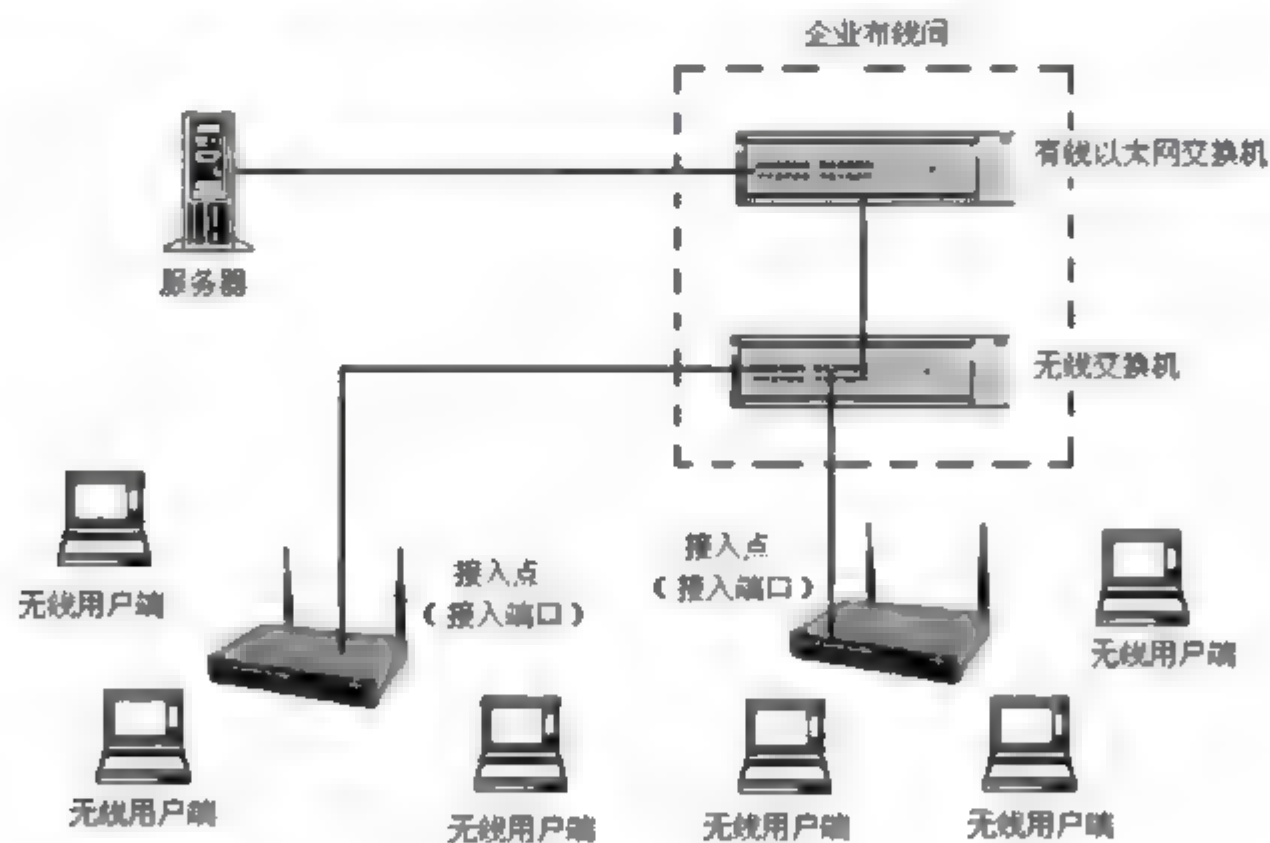 企业布线间
有线以太网交换机
服务器
无线交换机
接入点
（接入端口）
接入点
（接入端口）
无线用户端
无线用户端
无线用户端
无线用户端
无线用户端
无线用户端